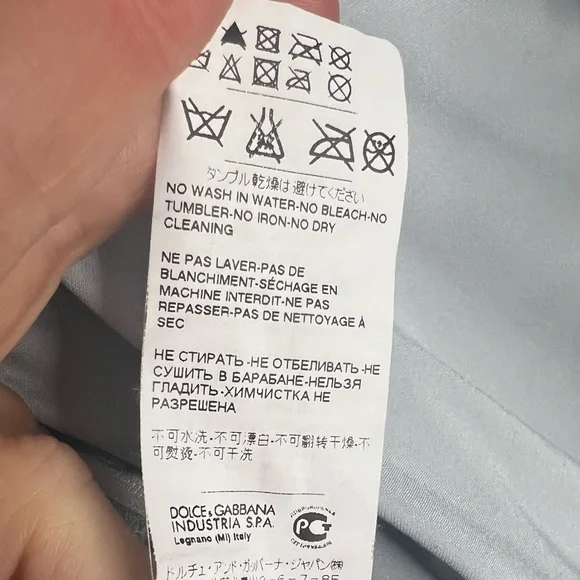 タンブル乾燥は避けてください
NO WASH IN WATER-NO BLEACH-NO
TUMBLER-NO IRON-NO DRY
CLEANING
NE PAS LAVER-PAS DE
BLANCHIMENT-SÉCHAGE EN
MACHINE INTERDIT-NE PAS
REPASSER-PAS DE NETTOYAGE À
SEC
НЕ СТИРАТЬ-НЕ ОТБЕЛИВАТЬ-НЕ
СУШИТЬ В БАРАБАНЕ-НЕЛЬЗЯ
ГЛАДИТЬ-ХИМЧИСТКА НЕ
РАЗРЕШЕНА
不可水洗-不可漂白-不可翻转干燥-不
可熨烫-不可干洗
DOLCE & GABBANA
INDUSTRIA S.P.A.
Legnano (MI) Italy
ドルチェ・アンド・ガッバーナ・ジャパン㈱